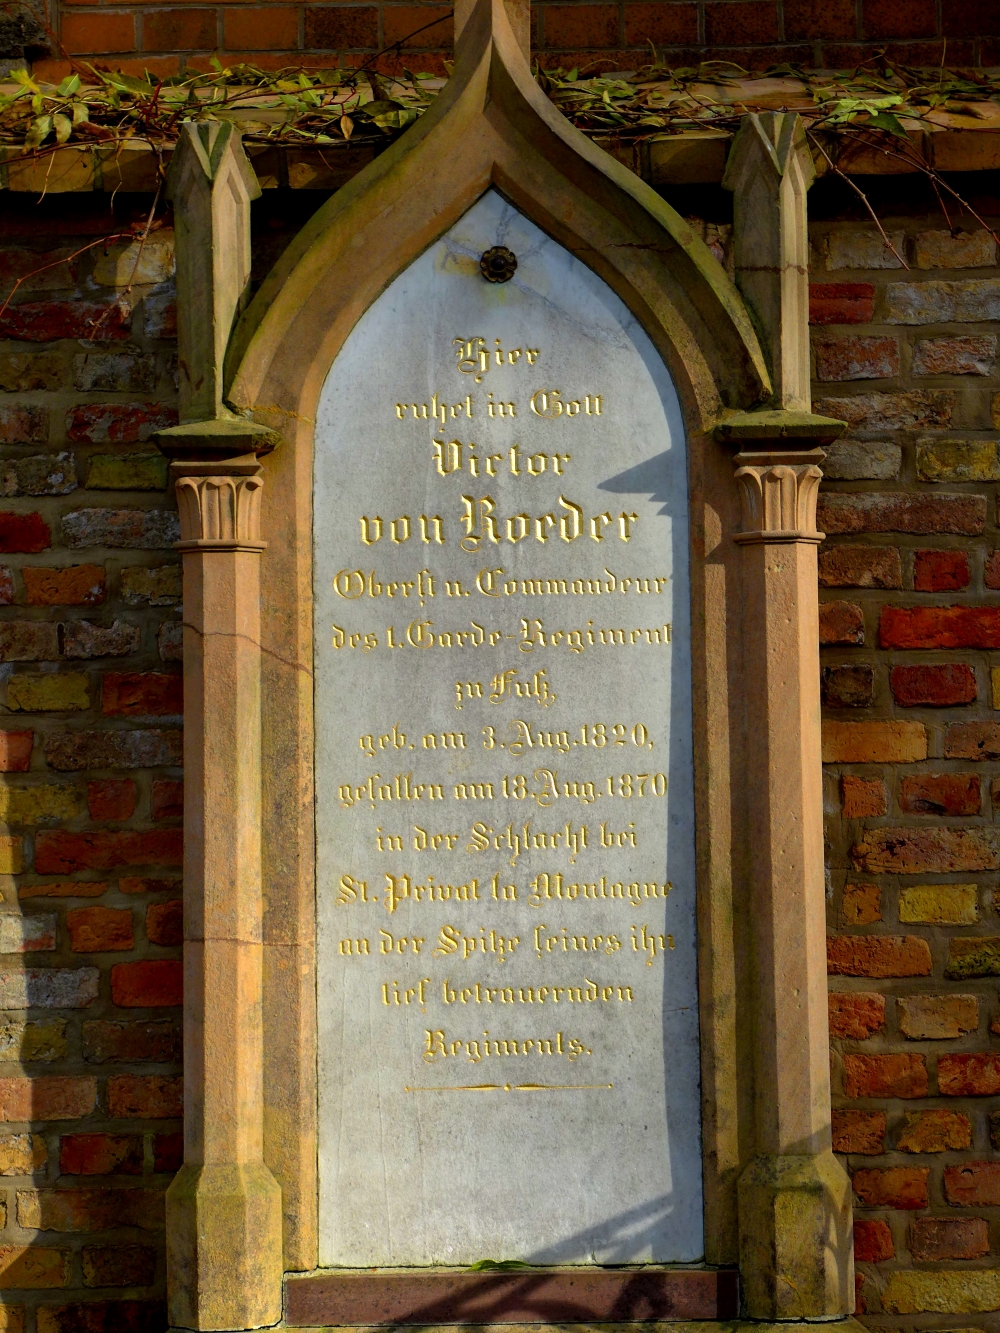 Hier
ruhet in Gott
Victor
von Roeder
Oberst u. Commandeur
des 1. Garde-Regiment
zu Fuß,
geb. am 3. Aug. 1820,
gefallen am 18. Aug. 1870
in der Schlacht bei
St. Privat la Montagne
an der Spitze seines ihn
tief betrauernden
Regiments.